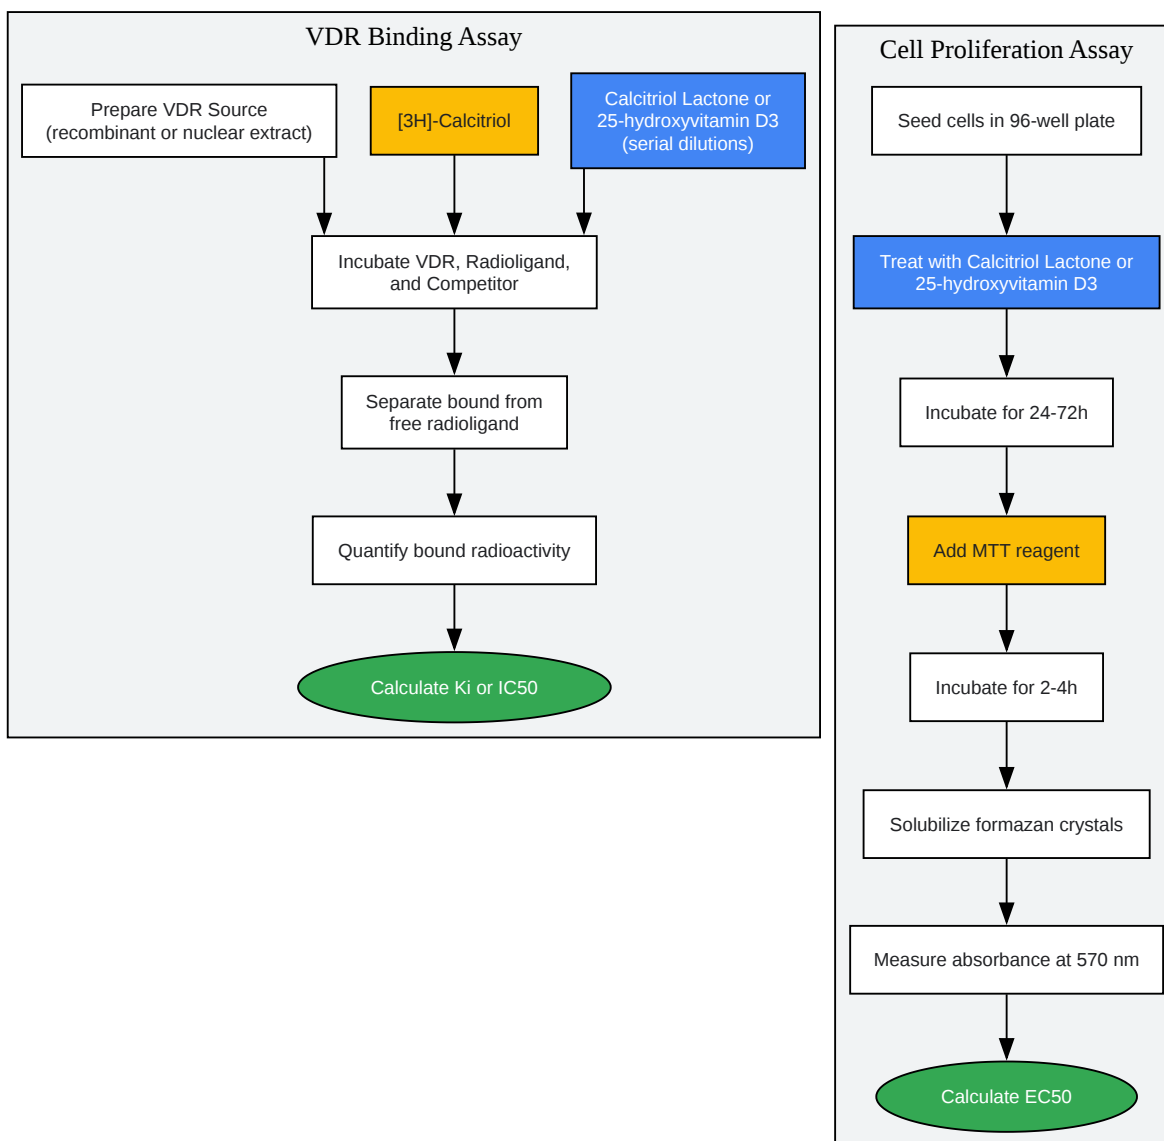 VDR Binding Assay
Prepare VDR Source
(recombinant or nuclear extract)
[3H]-Calcitriol
Calcitriol Lactone or
25-hydroxyvitamin D3
(serial dilutions)
Incubate VDR, Radioligand,
and Competitor
Separate bound from
free radioligand
Quantify bound radioactivity
Calculate Ki or IC50
Cell Proliferation Assay
Seed cells in 96-well plate
Treat with Calcitriol Lactone or
25-hydroxyvitamin D3
Incubate for 24-72h
Add MTT reagent
Incubate for 2-4h
Solubilize formazan crystals
Measure absorbance at 570 nm
Calculate EC50